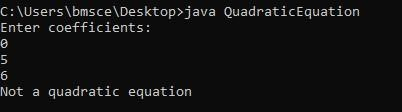 C:\Users\bmsce\Desktop>java QuadraticEquation
Enter coefficients:
0
5
6
Not a quadratic equation